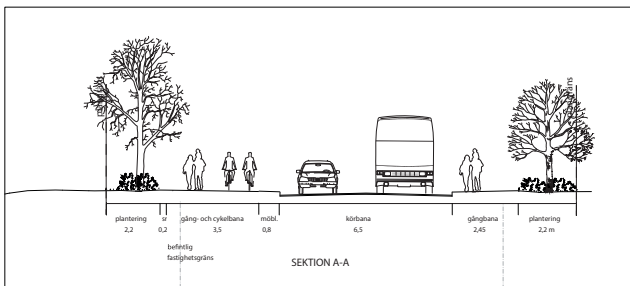 plantering sr gång- och cykelbana möbl. körbana gångbana plantering
2,2 0,2 3,5 0,8 6,5 2,45 2,2 m
befintlig
fastighetsgräns
SEKTION A-A